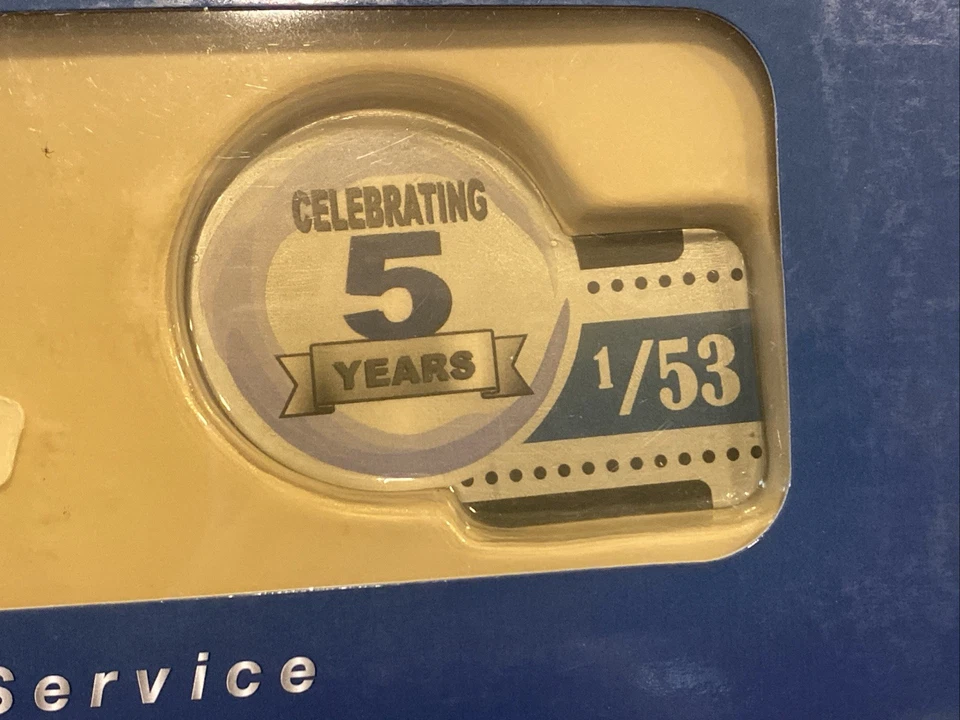 CELEBRATING
5
YEARS
1/53
Service